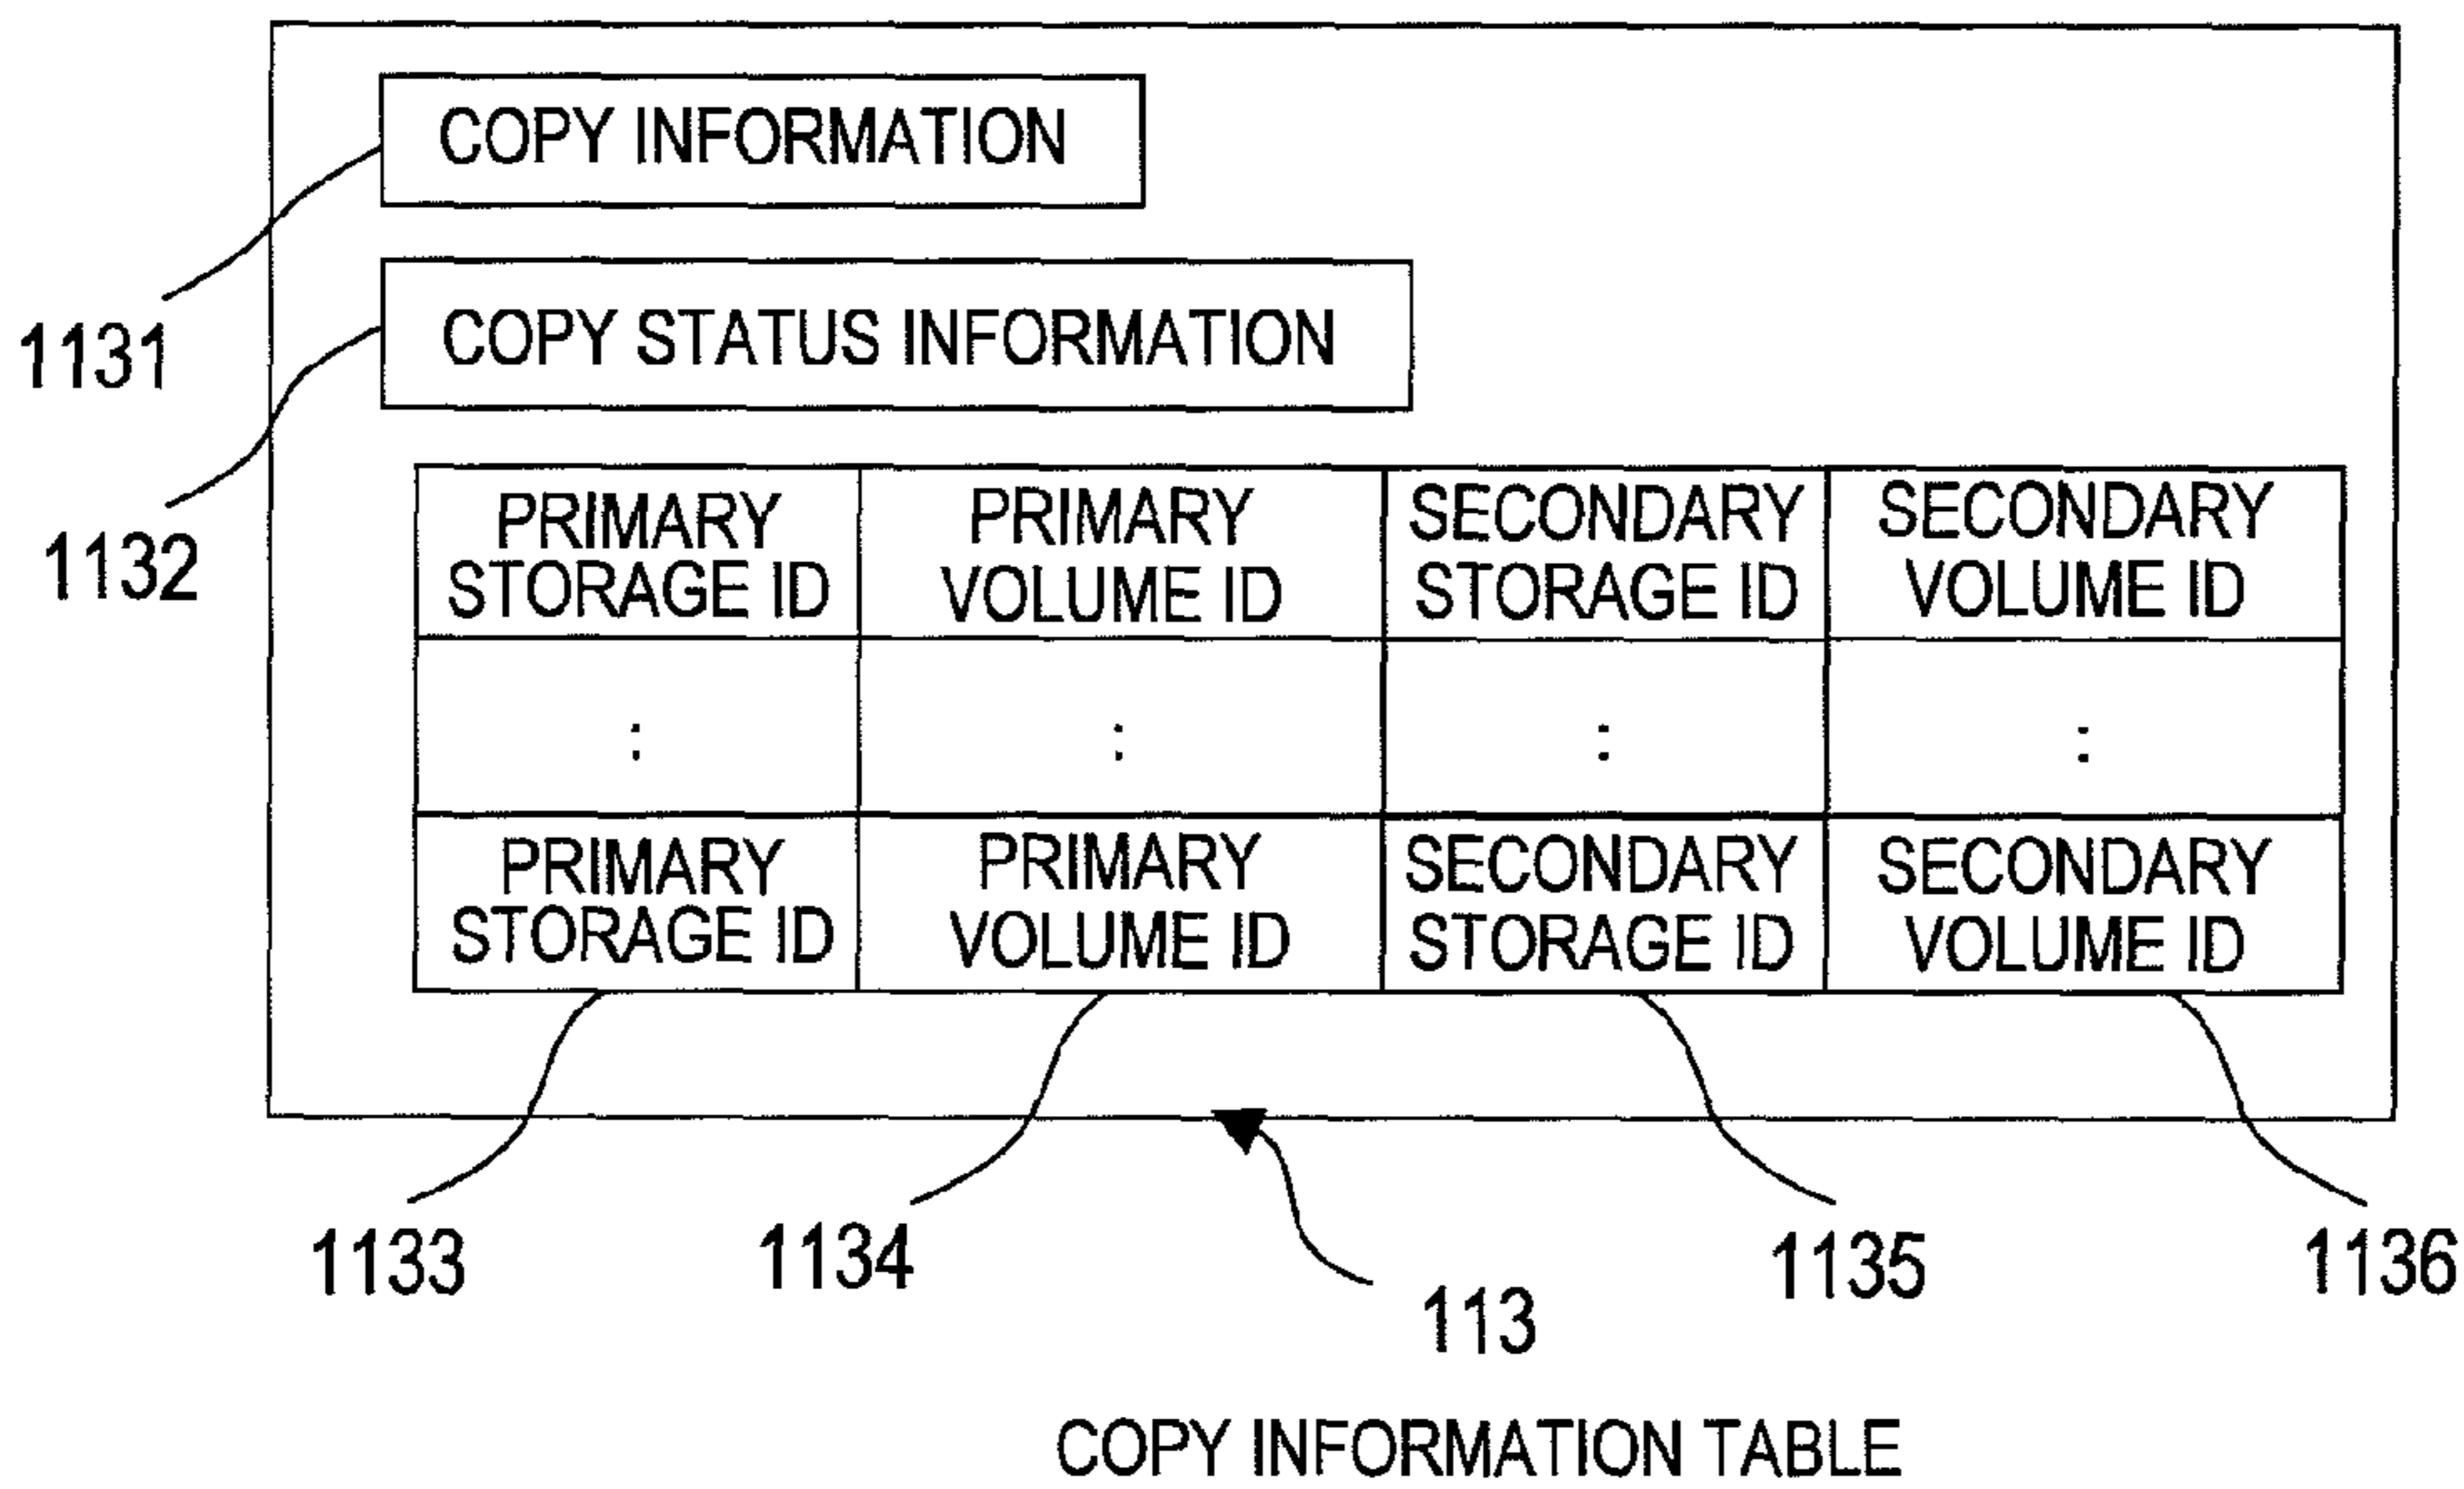 COPY INFORMATION
COPY STATUS INFORMATION
1131
1132
PRIMARY
STORAGE ID
PRIMARY
VOLUME ID
SECONDARY
STORAGE ID
SECONDARY
VOLUME ID
:
:
:
:
PRIMARY
STORAGE ID
PRIMARY
VOLUME ID
SECONDARY
STORAGE ID
SECONDARY
VOLUME ID
1133
1134
113
1135
1136
COPY INFORMATION TABLE